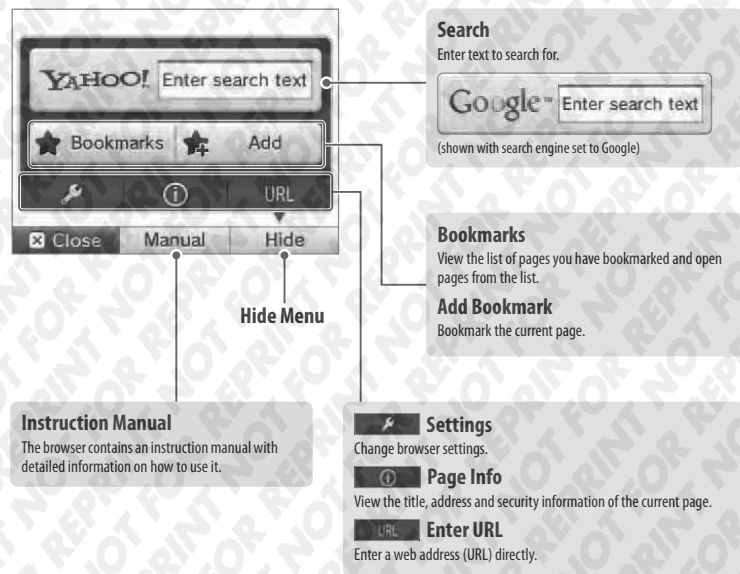 YAHOO! Enter search text
Bookmarks Add
URL
Close Manual Hide
Search
Enter text to search for.
Google™ Enter search text
(shown with search engine set to Google)
Bookmarks
View the list of pages you have bookmarked and open
pages from the list.
Add Bookmark
Bookmark the current page.
Hide Menu
Instruction Manual
The browser contains an instruction manual with
detailed information on how to use it.
Settings
Change browser settings.
Page Info
View the title, address and security information of the current page.
URL Enter URL
Enter a web address (URL) directly.
NOT FOR REPRINT